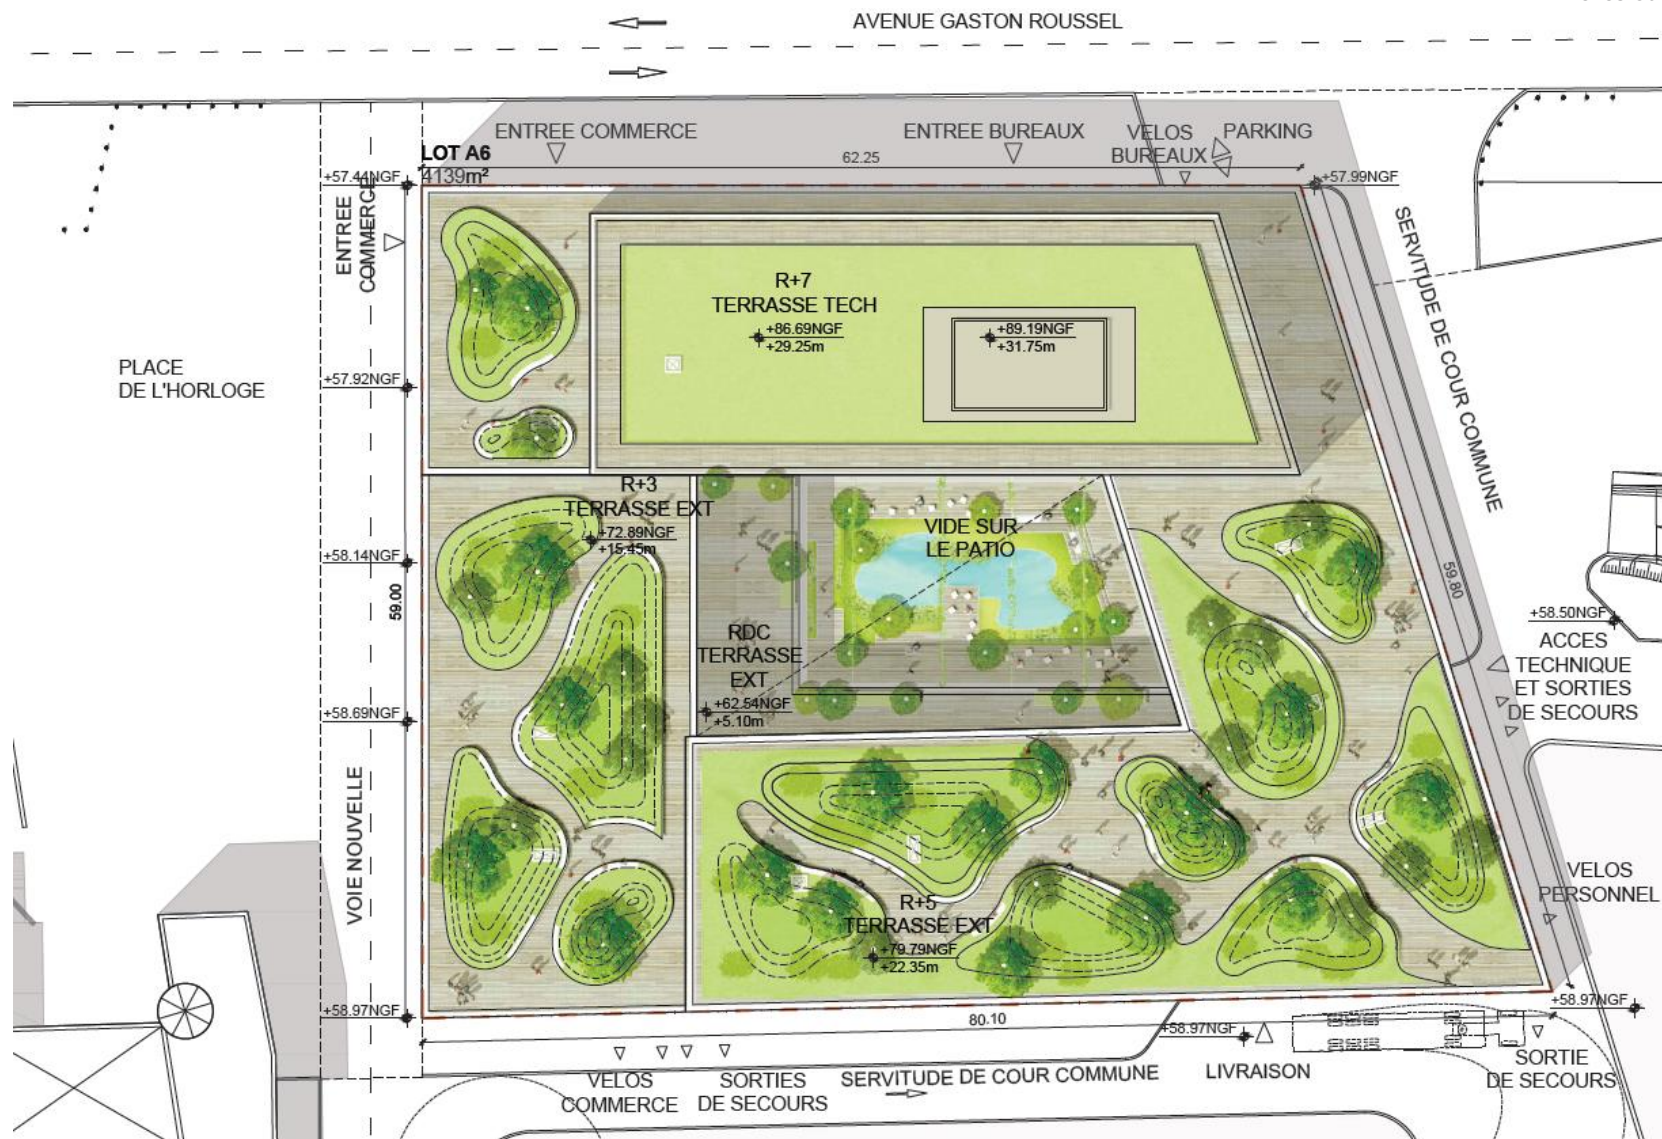 AVENUE GASTON ROUSSEL
ENTREE COMMERCE
ENTREE BUREAUX
VELOS
BUREAUX
PARKING
LOT A6
4139m²
62.25
+57.44NGF
+57.99NGF
ENTREE
COMMERCE
SERVITUDE DE COUR COMMUNE
R+7
TERRASSE TECH
+86.69NGF
+29.25m
+89.19NGF
+31.75m
PLACE
DE L'HORLOGE
+57.92NGF
R+3
TERRASSE EXT
+72.89NGF
+15.45m
VIDE SUR
LE PATIO
+58.14NGF
59.00
59.80
+58.50NGF
ACCES
TECHNIQUE
ET SORTIES
DE SECOURS
RDC
TERRASSE
EXT
+62.54NGF
+5.10m
+58.69NGF
VOIE NOUVELLE
VELOS
PERSONNEL
R+5
TERRASSE EXT
+79.79NGF
+22.35m
+58.97NGF
80.10
+58.97NGF
+58.97NGF
VELOS
COMMERCE
SORTIES
DE SECOURS
SERVITUDE DE COUR COMMUNE
LIVRAISON
SORTIE
DE SECOURS